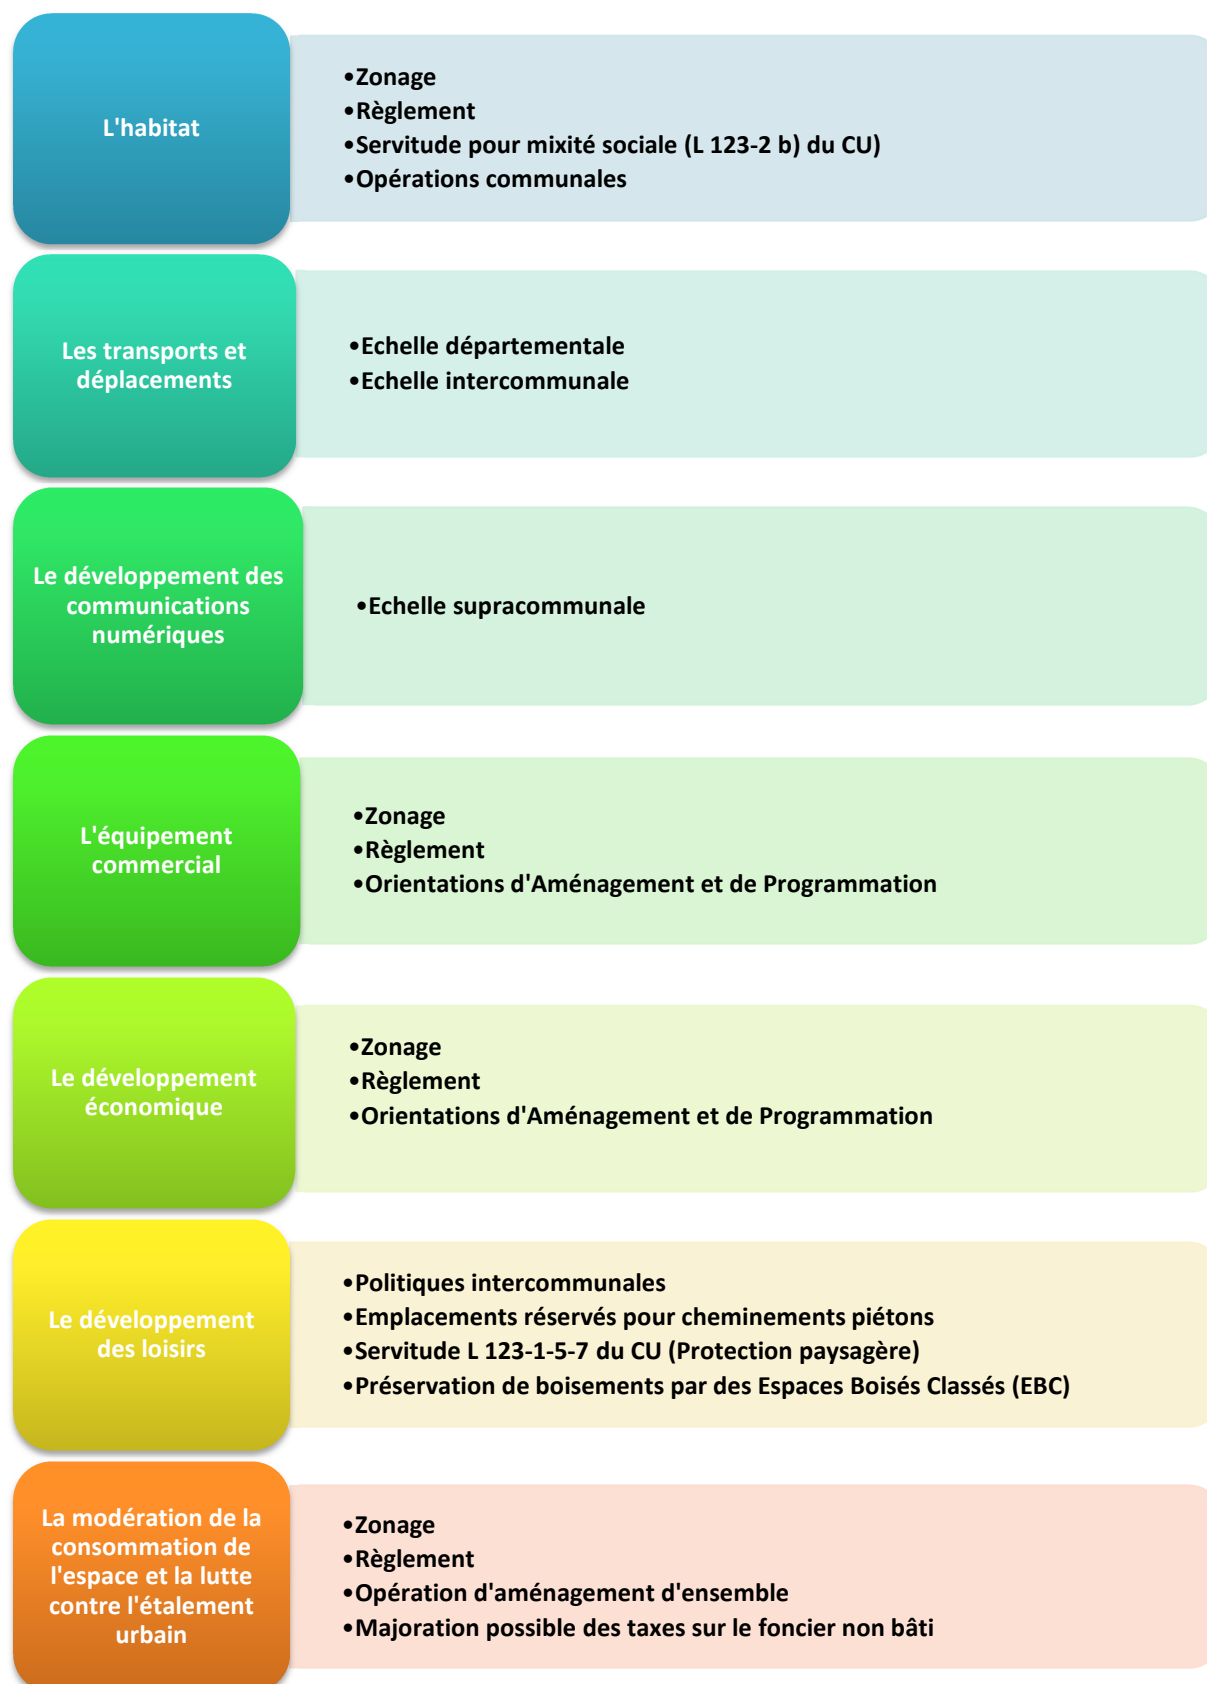 L'habitat
•Zonage
•Règlement
•Servitude pour mixité sociale (L 123-2 b) du CU)
•Opérations communales
Les transports et
déplacements
•Echelle départementale
•Echelle intercommunale
Le développement des
communications
numériques
•Echelle supracommunale
L'équipement
commercial
•Zonage
•Règlement
•Orientations d'Aménagement et de Programmation
Le développement
économique
•Zonage
•Règlement
•Orientations d'Aménagement et de Programmation
Le développement
des loisirs
•Politiques intercommunales
•Emplacements réservés pour cheminements piétons
•Servitude L 123-1-5-7 du CU (Protection paysagère)
•Préservation de boisements par des Espaces Boisés Classés (EBC)
La modération de la
consommation de
l'espace et la lutte
contre l'étalement
urbain
•Zonage
•Règlement
•Opération d'aménagement d'ensemble
•Majoration possible des taxes sur le foncier non bâti